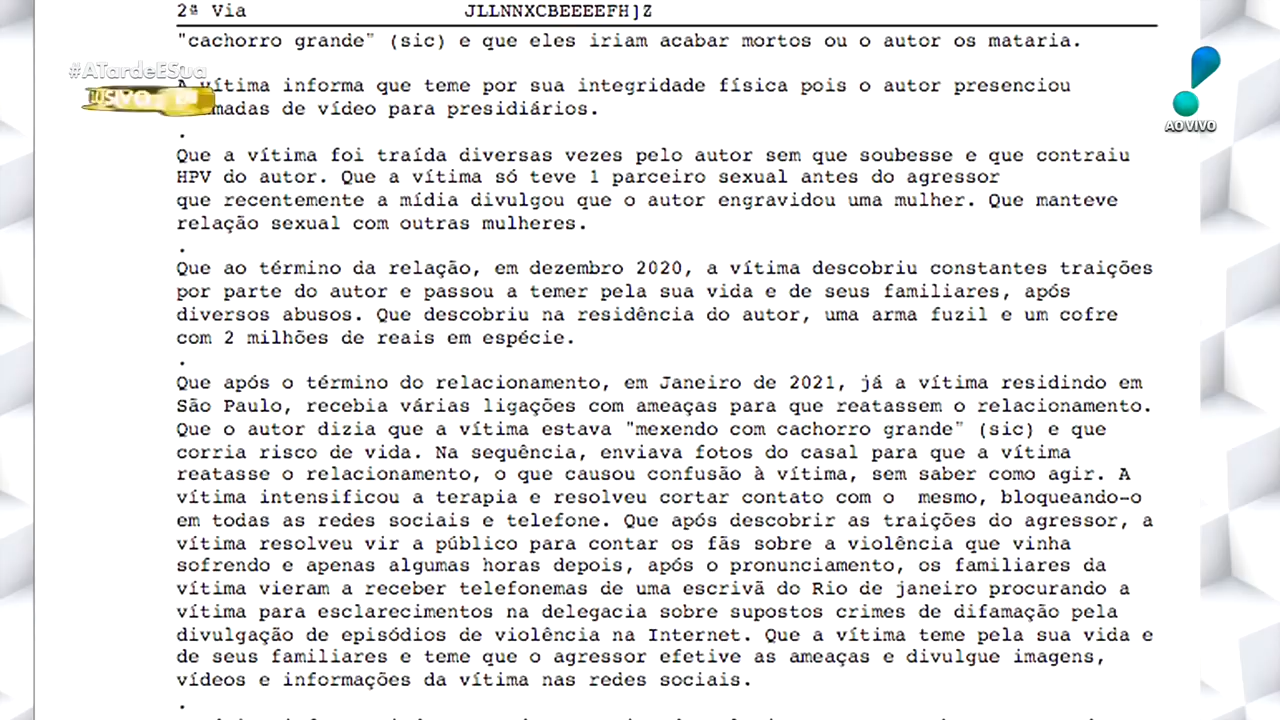 2ª Via JLLNNXCBEEEEFH]Z
"cachorro grande" (sic) e que eles iriam acabar mortos ou o autor os mataria.
#ATardeESua
A vítima informa que teme por sua integridade física pois o autor presenciou
madas de vídeo para presidiários.
AO VIVO
.
Que a vítima foi traída diversas vezes pelo autor sem que soubesse e que contraiu
HPV do autor. Que a vítima só teve 1 parceiro sexual antes do agressor
que recentemente a mídia divulgou que o autor engravidou uma mulher. Que manteve
relação sexual com outras mulheres.
.
Que ao término da relação, em dezembro 2020, a vítima descobriu constantes traições
por parte do autor e passou a temer pela sua vida e de seus familiares, após
diversos abusos. Que descobriu na residência do autor, uma arma fuzil e um cofre
com 2 milhões de reais em espécie.
.
Que após o término do relacionamento, em Janeiro de 2021, já a vítima residindo em
São Paulo, recebia várias ligações com ameaças para que reatassem o relacionamento.
Que o autor dizia que a vítima estava "mexendo com cachorro grande" (sic) e que
corria risco de vida. Na sequência, enviava fotos do casal para que a vítima
reatasse o relacionamento, o que causou confusão à vítima, sem saber como agir. A
vítima intensificou a terapia e resolveu cortar contato com o  mesmo, bloqueando-o
em todas as redes sociais e telefone. Que após descobrir as traições do agressor, a
vítima resolveu vir a público para contar os fãs sobre a violência que vinha
sofrendo e apenas algumas horas depois, após o pronunciamento, os familiares da
vítima vieram a receber telefonemas de uma escrivã do Rio de janeiro procurando a
vítima para esclarecimentos na delegacia sobre supostos crimes de difamação pela
divulgação de episódios de violência na Internet. Que a vítima teme pela sua vida e
de seus familiares e teme que o agressor efetive as ameaças e divulgue imagens,
vídeos e informações da vítima nas redes sociais.
.